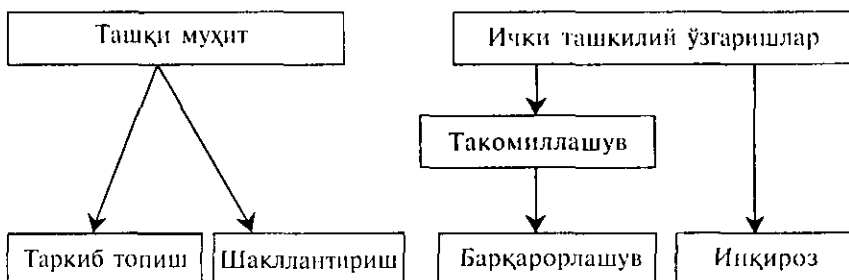 Ташқи муҳит
Ички ташкилий ўзгаришлар
Такомиллашув
Таркиб топиш
Шакллантириш
Барқарорлашув
Инқироз